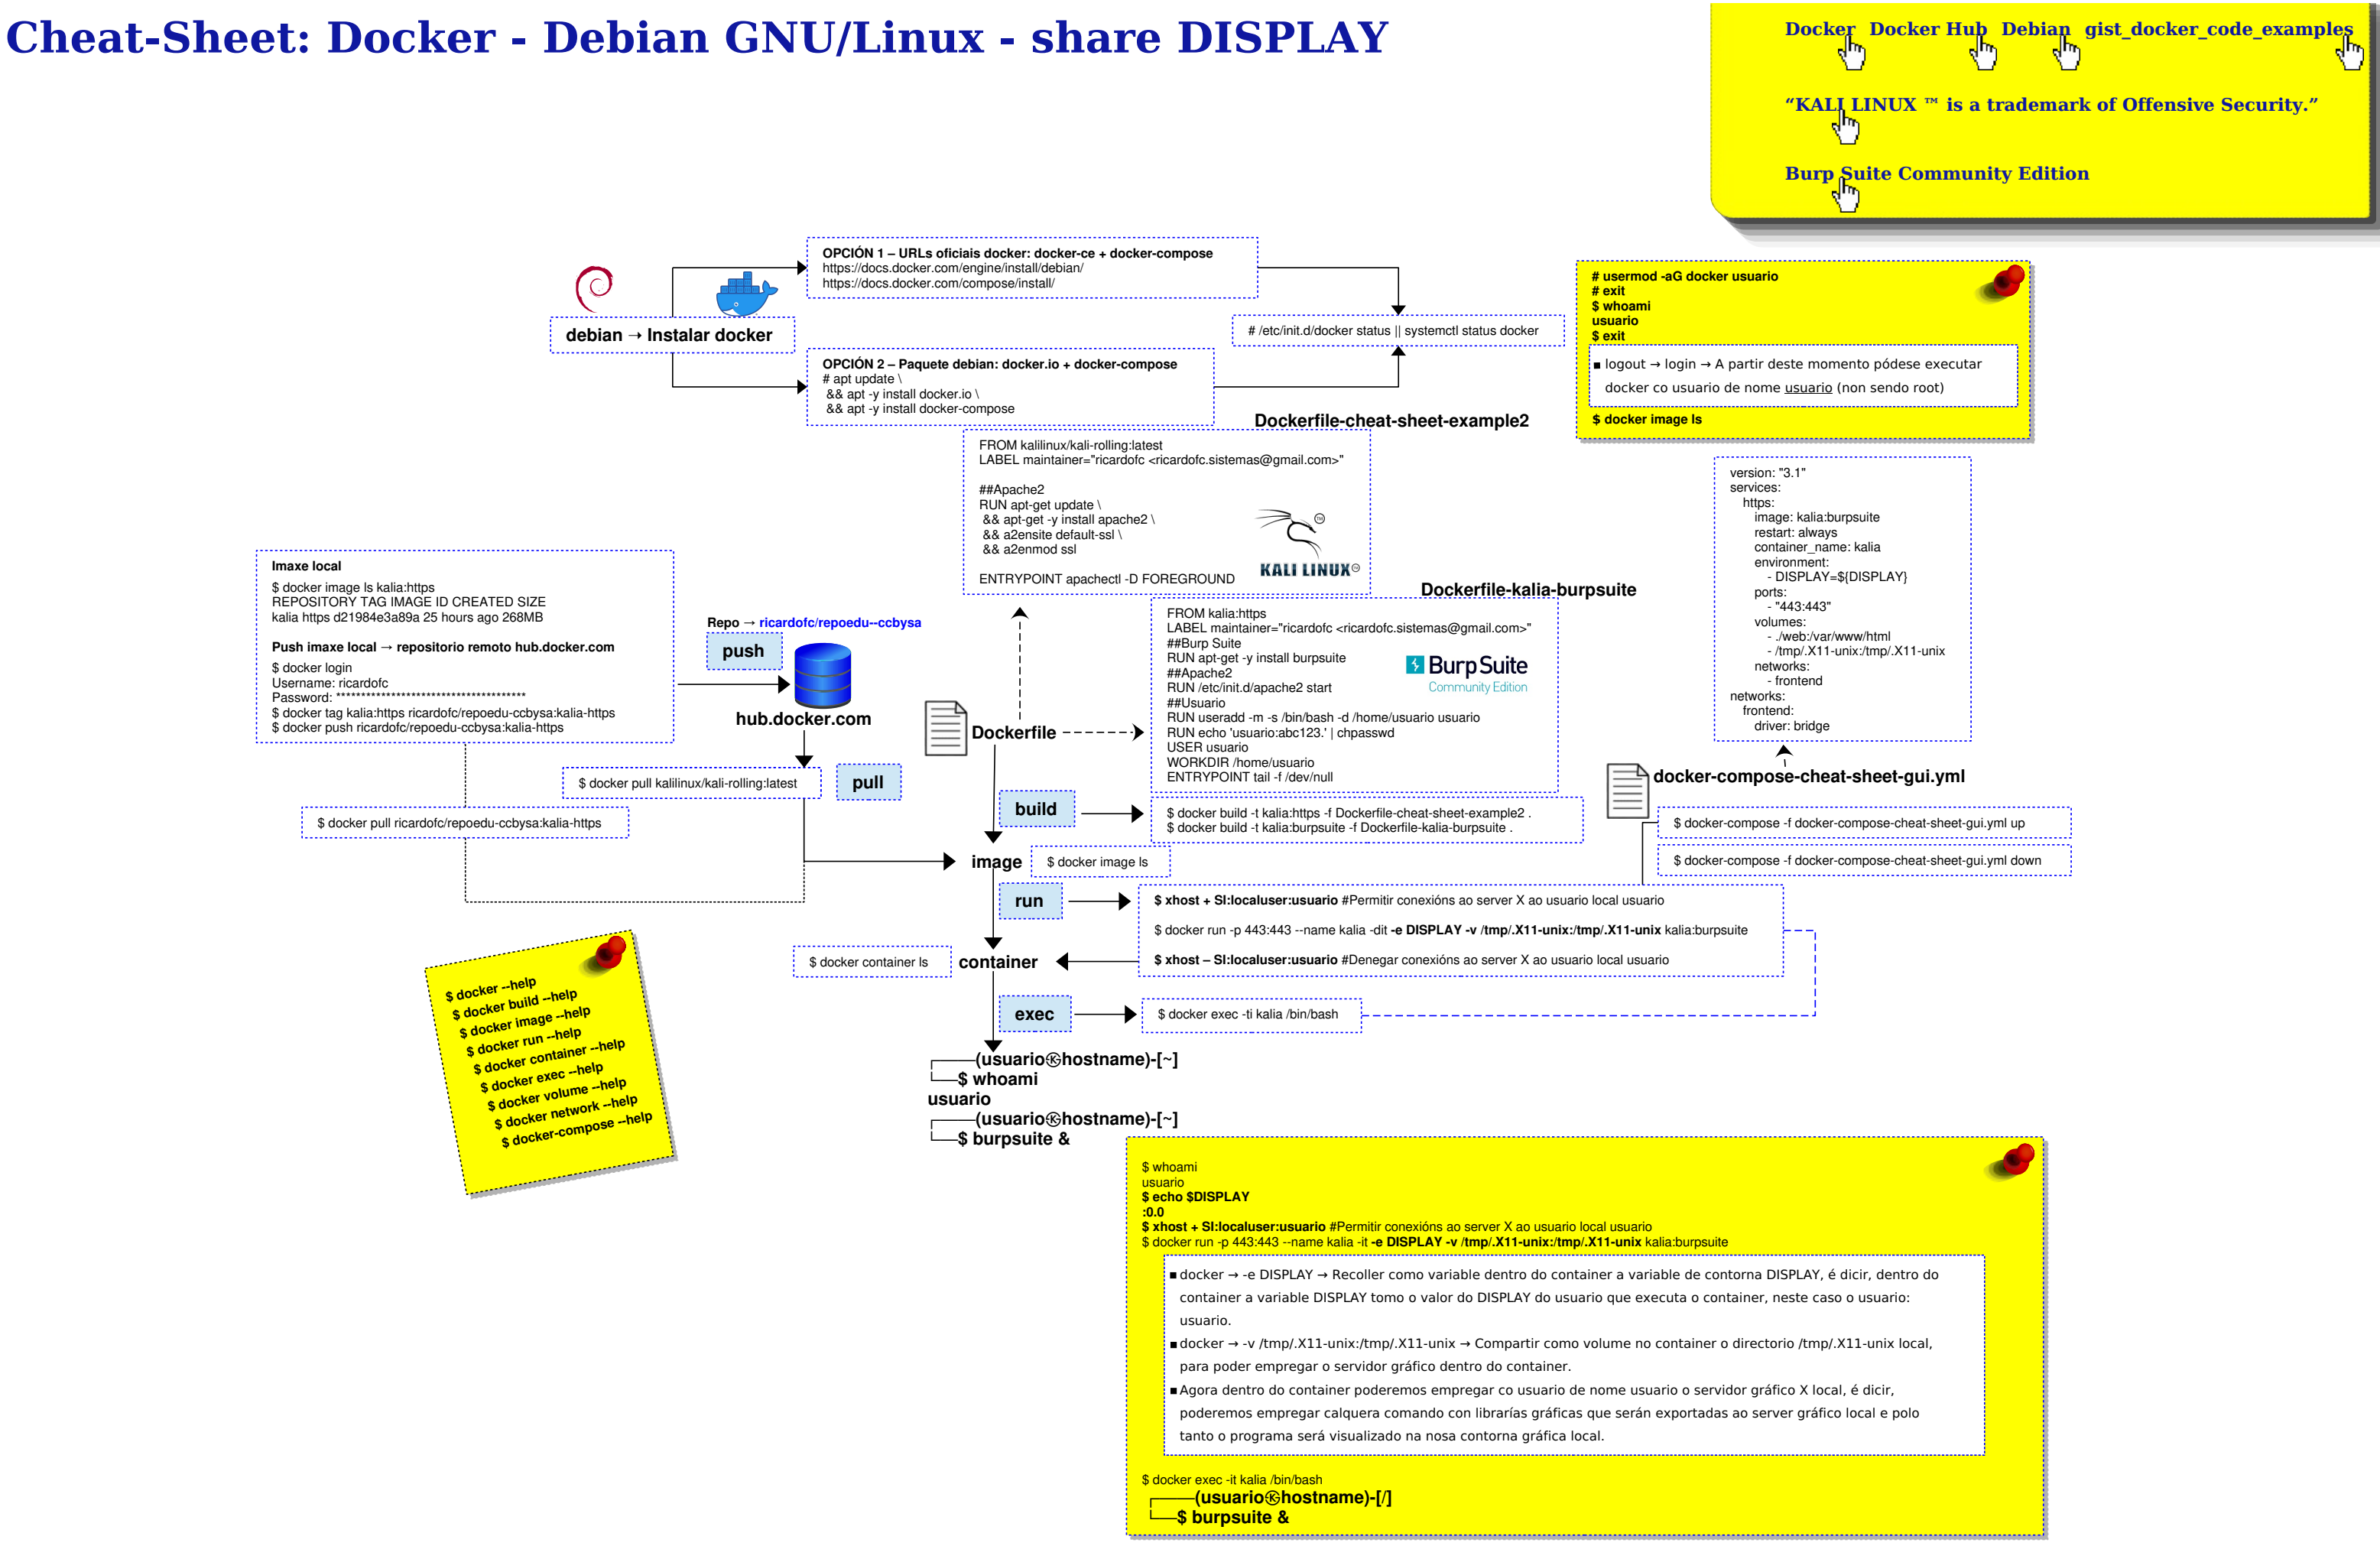 Cheat-Sheet: Docker - Debian GNU/Linux - share DISPLAY
Docker Docker Hub Debian gist_docker_code_examples
“KALI LINUX ™ is a trademark of Offensive Security.”
Burp Suite Community Edition
OPCIÓN 1 – URLs oficiais docker: docker-ce + docker-compose
https://docs.docker.com/engine/install/debian/
https://docs.docker.com/compose/install/
debian → Instalar docker
# /etc/init.d/docker status || systemctl status docker
OPCIÓN 2 – Paquete debian: docker.io + docker-compose
# apt update \
&& apt -y install docker.io \
&& apt -y install docker-compose
# usermod -aG docker usuario
# exit
$ whoami
usuario
$ exit
▪ logout → login → A partir deste momento pódese executar
docker co usuario de nome usuario (non sendo root)
$ docker image ls
Dockerfile-cheat-sheet-example2
FROM kalilinux/kali-rolling:latest
LABEL maintainer="ricardofc <ricardofc.sistemas@gmail.com>"
##Apache2
RUN apt-get update \
&& apt-get -y install apache2 \
&& a2ensite default-ssl \
&& a2enmod ssl
ENTRYPOINT apachectl -D FOREGROUND
KALI LINUX
version: "3.1"
services:
https:
image: kalia:burpsuite
restart: always
container_name: kalia
environment:
- DISPLAY=${DISPLAY}
ports:
- "443:443"
volumes:
- ./web:/var/www/html
- /tmp/.X11-unix:/tmp/.X11-unix
networks:
- frontend
networks:
frontend:
driver: bridge
Imaxe local
$ docker image ls kalia:https
REPOSITORY TAG IMAGE ID CREATED SIZE
kalia https d21984e3a89a 25 hours ago 268MB
Push imaxe local → repositorio remoto hub.docker.com
$ docker login
Username: ricardofc
Password: **************************************
$ docker tag kalia:https ricardofc/repoedu-ccbysa:kalia-https
$ docker push ricardofc/repoedu-ccbysa:kalia-https
Repo → ricardofc/repoedu--ccbysa
push
hub.docker.com
Dockerfile-kalia-burpsuite
FROM kalia:https
LABEL maintainer="ricardofc <ricardofc.sistemas@gmail.com>"
##Burp Suite
RUN apt-get -y install burpsuite
##Apache2
RUN /etc/init.d/apache2 start
##Usuario
RUN useradd -m -s /bin/bash -d /home/usuario usuario
RUN echo 'usuario:abc123.' | chpasswd
USER usuario
WORKDIR /home/usuario
ENTRYPOINT tail -f /dev/null
Burp Suite
Community Edition
Dockerfile
docker-compose-cheat-sheet-gui.yml
$ docker pull kalilinux/kali-rolling:latest
pull
$ docker pull ricardofc/repoedu-ccbysa:kalia-https
build
$ docker build -t kalia:https -f Dockerfile-cheat-sheet-example2 .
$ docker build -t kalia:burpsuite -f Dockerfile-kalia-burpsuite .
$ docker-compose -f docker-compose-cheat-sheet-gui.yml up
$ docker-compose -f docker-compose-cheat-sheet-gui.yml down
image
$ docker image ls
run
$ xhost + SI:localuser:usuario #Permitir conexións ao server X ao usuario local usuario
$ docker run -p 443:443 --name kalia -dit -e DISPLAY -v /tmp/.X11-unix:/tmp/.X11-unix kalia:burpsuite
$ xhost – SI:localuser:usuario #Denegar conexións ao server X ao usuario local usuario
$ docker container ls
container
exec
$ docker exec -ti kalia /bin/bash
$ docker --help
$ docker build --help
$ docker image --help
$ docker run --help
$ docker container --help
$ docker exec --help
$ docker volume --help
$ docker network --help
$ docker-compose --help
┌───(usuario㉿hostname)-[~]
└──$ whoami
usuario
┌───(usuario㉿hostname)-[~]
└──$ burpsuite &
$ whoami
usuario
$ echo $DISPLAY
:0.0
$ xhost + SI:localuser:usuario #Permitir conexións ao server X ao usuario local usuario
$ docker run -p 443:443 --name kalia -it -e DISPLAY -v /tmp/.X11-unix:/tmp/.X11-unix kalia:burpsuite
▪ docker → -e DISPLAY → Recoller como variable dentro do container a variable de contorna DISPLAY, é dicir, dentro do
container a variable DISPLAY tomo o valor do DISPLAY do usuario que executa o container, neste caso o usuario:
usuario.
▪ docker → -v /tmp/.X11-unix:/tmp/.X11-unix → Compartir como volume no container o directorio /tmp/.X11-unix local,
para poder empregar o servidor gráfico dentro do container.
▪ Agora dentro do container poderemos empregar co usuario de nome usuario o servidor gráfico X local, é dicir,
poderemos empregar calquera comando con librarías gráficas que serán exportadas ao server gráfico local e polo
tanto o programa será visualizado na nosa contorna gráfica local.
$ docker exec -it kalia /bin/bash
┌───(usuario㉿hostname)-[/]
└──$ burpsuite &